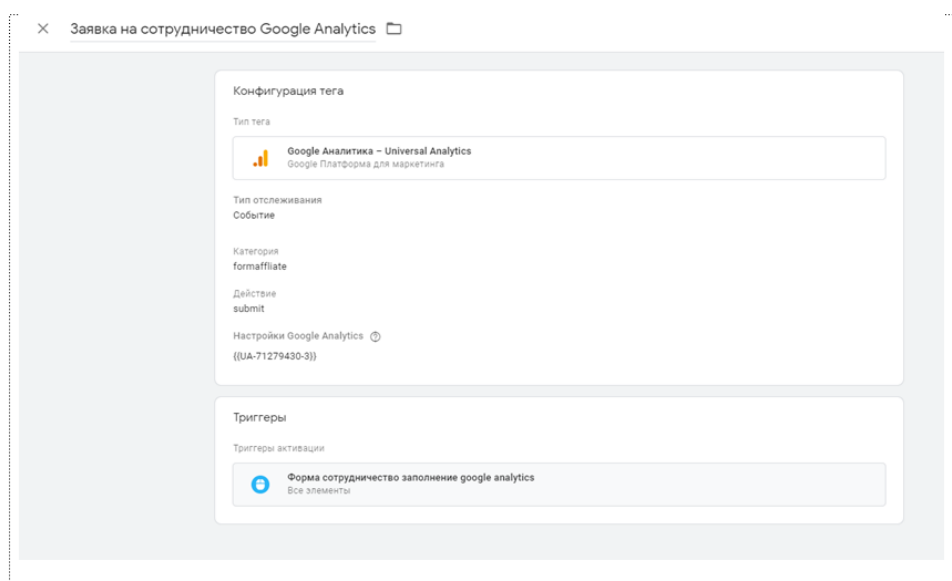 Заявка на сотрудничество Google Analytics
Конфигурация тега
Тип тега
Google Аналитика – Universal Analytics
Google Платформа для маркетинга
Тип отслеживания
Событие
Категория
formaffliate
Действие
submit
Настройки Google Analytics
{{UA-71279430-3}}
Триггеры
Триггеры активации
Форма сотрудничество заполнение google analytics
Все элементы